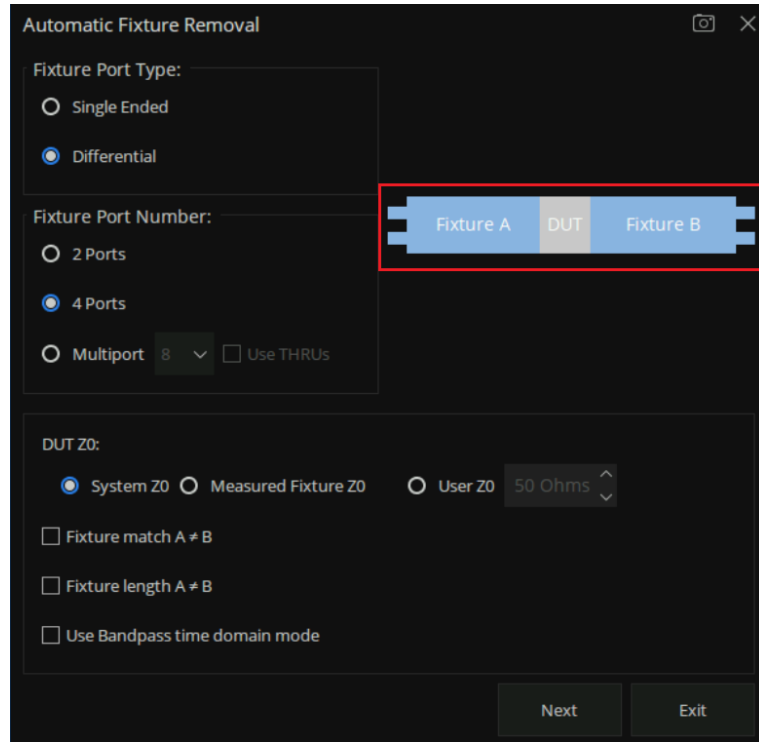 Automatic Fixture Removal
Fixture Port Type:
Single Ended
Differential
Fixture Port Number:
2 Ports
4 Ports
Multiport 8 Use THRUs
Fixture A DUT Fixture B
DUT Z0:
System Z0 Measured Fixture Z0 User Z0 50 Ohms
Fixture match A ≠ B
Fixture length A ≠ B
Use Bandpass time domain mode
Next Exit